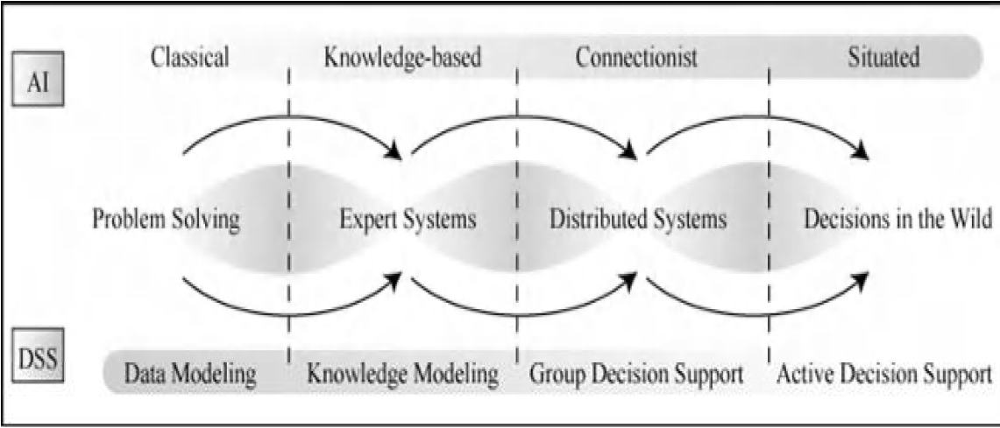 Classical Knowledge-based Connectionist Situated
AI
Problem Solving Expert Systems Distributed Systems Decisions in the Wild
DSS
Data Modeling Knowledge Modeling Group Decision Support Active Decision Support